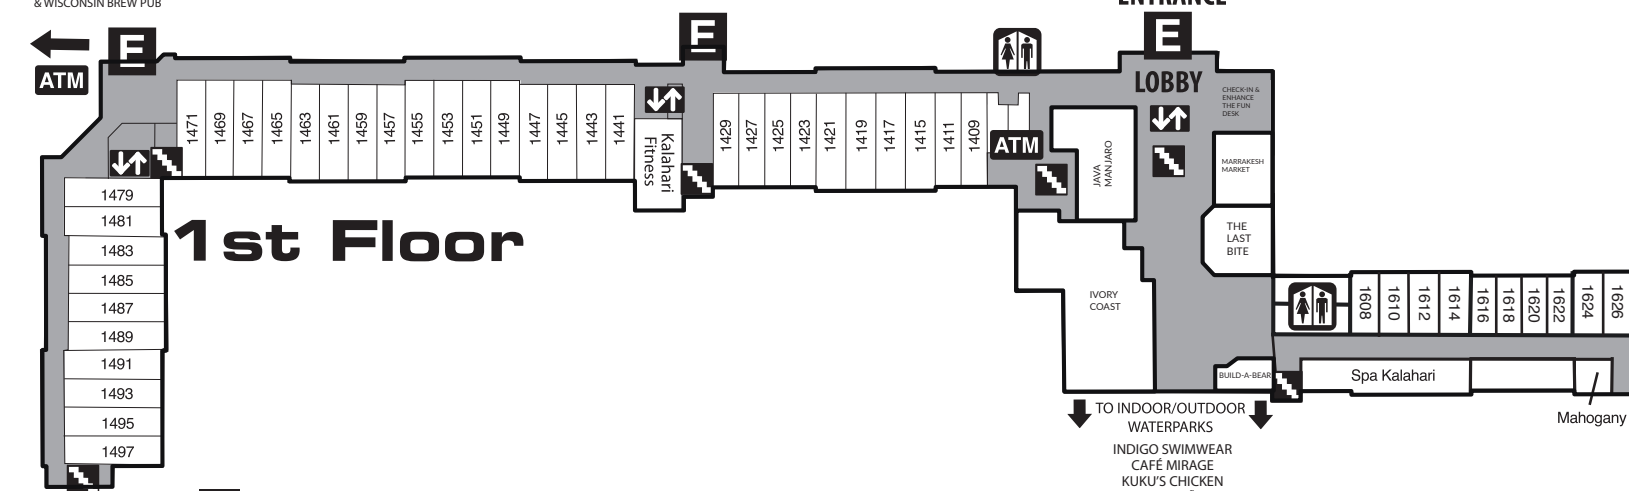 & WISCONSIN BREW PUB
ENTRANCE
E
E
E
ATM
LOBBY
CHECK-IN &
ENHANCE
THE FUN
DESK
1471
1469
1467
1465
1463
1461
1459
1457
1455
1453
1451
1449
1447
1445
1443
1441
Kalahari
Fitness
1429
1427
1425
1423
1421
1419
1417
1415
1411
1409
ATM
JAVA
MANJARO
MARRAKESH
MARKET
THE
LAST
BITE
1479
1481
1483
1485
1487
1489
1491
1493
1495
1497
1st Floor
IVORY
COAST
1608
1610
1612
1614
1616
1618
1620
1622
1624
1626
BUILD-A-BEAR
Spa Kalahari
Mahogany
TO INDOOR/OUTDOOR
WATERPARKS
INDIGO SWIMWEAR
CAFÉ MIRAGE
KUKU'S CHICKEN